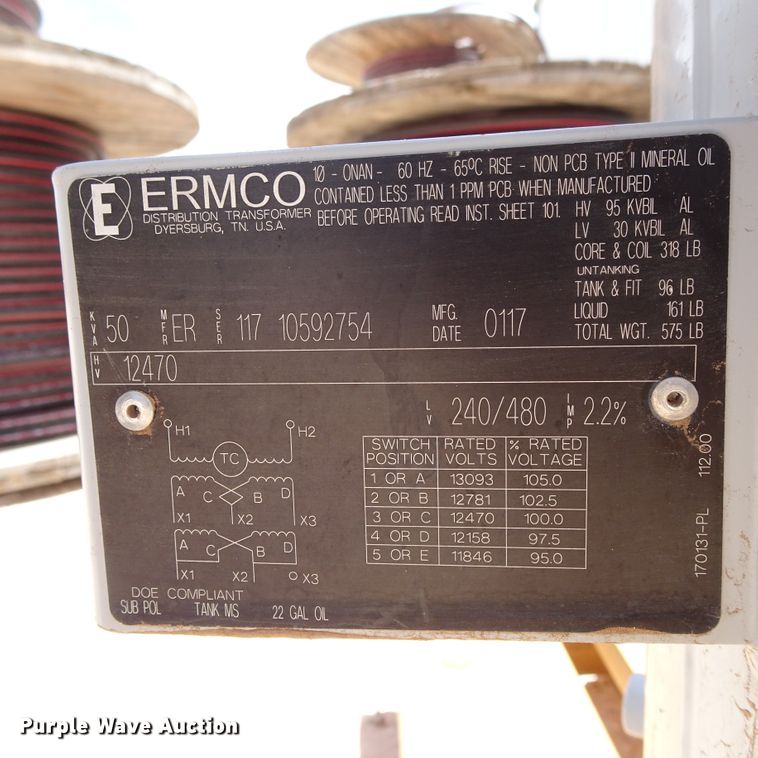 E ERMCO
DISTRIBUTION TRANSFORMER
DYERSBURG, TN. U.S.A.
1Ø - ONAN - 60 HZ - 65ºC RISE - NON PCB TYPE II MINERAL OIL
CONTAINED LESS THAN 1 PPM PCB WHEN MANUFACTURED
BEFORE OPERATING READ INST. SHEET 101.
HV 95 KVBIL AL
LV 30 KVBIL AL
CORE & COIL 318 LB
UNTANKING
TANK & FIT 96 LB
LIQUID 161 LB
TOTAL WGT. 575 LB
KVA 50 MFR ER SER 117 10592754 MFG. DATE 0117
HV 12470
LV 240/480 IMP 2.2%
H1 H2
TC
A C B D
X1 X2 X3
A C B D
X1 X2 X3
SWITCH POSITION RATED VOLTS % RATED VOLTAGE
1 OR A 13093 105.0
2 OR B 12781 102.5
3 OR C 12470 100.0
4 OR D 12158 97.5
5 OR E 11846 95.0
DOE COMPLIANT
SUB POL TANK MS 22 GAL OIL
170131-PL 112.00
Purple Wave Auction